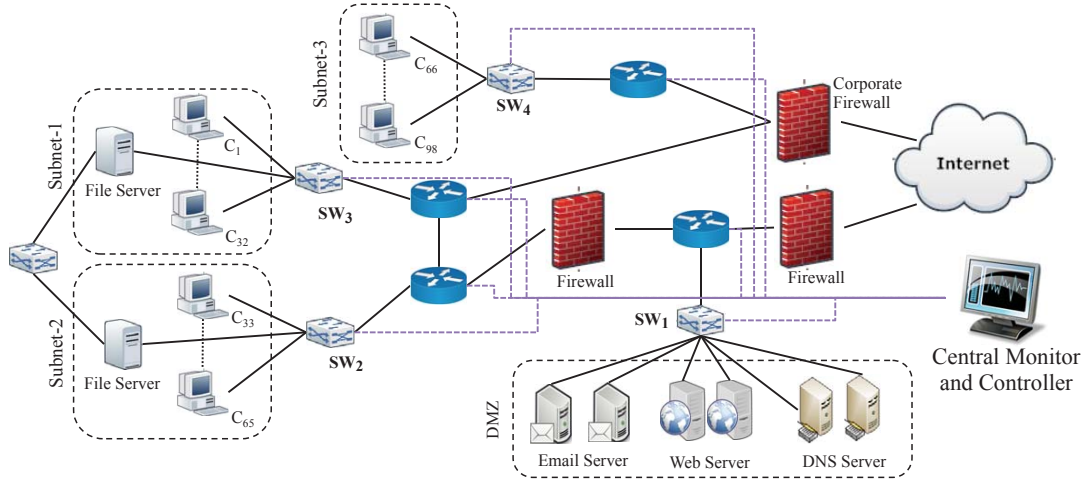 Subnet-3
C66
C98
SW4
Corporate
Firewall
Internet
Subnet-1
File Server
C1
C32
SW3
Firewall
Firewall
Subnet-2
File Server
C33
C65
SW2
SW1
Central Monitor
and Controller
DMZ
Email Server
Web Server
DNS Server